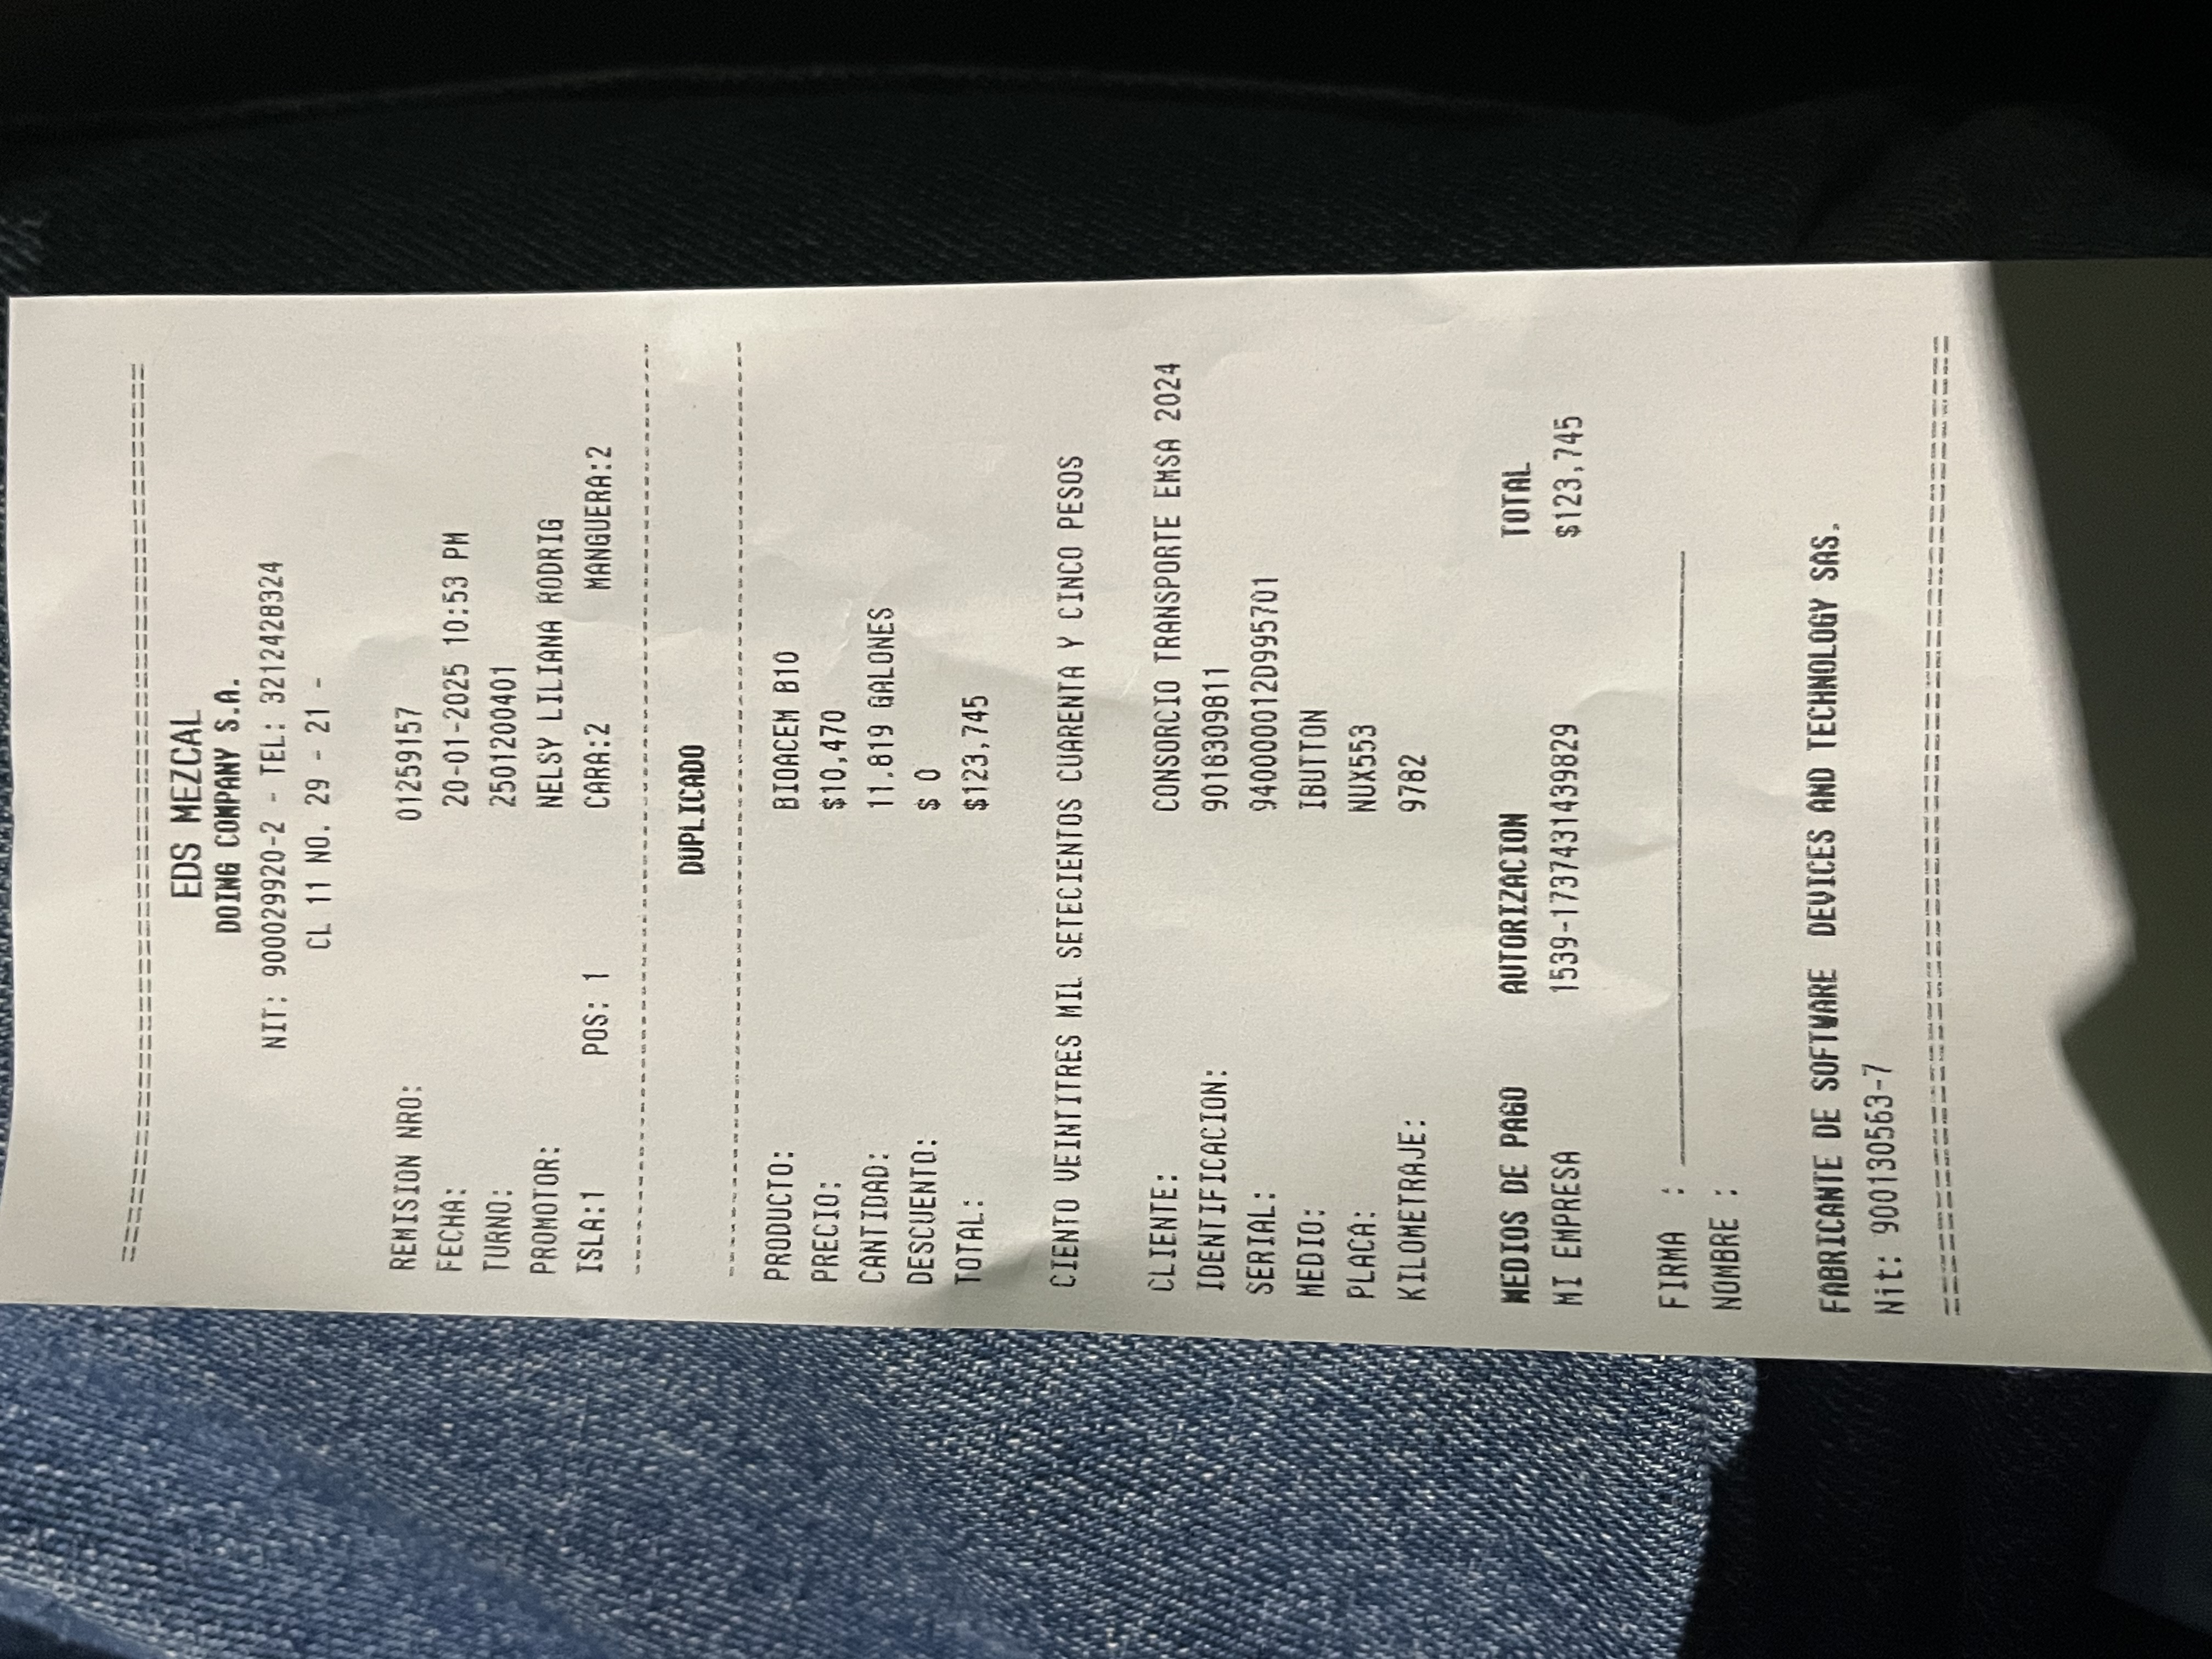 ================================================
EDS MEZCAL
DOING COMPANY S.A.
NIT: 900029920-2 - TEL: 3212428324
CL 11 NO. 29 - 21 -
REMISION NRO: 01259157
FECHA: 20-01-2025 10:53 PM
TURNO: 2501200401
PROMOTOR: NELSY LILIANA RODRIG
ISLA:1 POS: 1 CARA:2 MANGUERA:2
------------------------------------------------
DUPLICADO
------------------------------------------------
PRODUCTO: BIOACEM B10
PRECIO: $10,470
CANTIDAD: 11.819 GALONES
DESCUENTO: $ 0
TOTAL: $123,745
CIENTO VEINTITRES MIL SETECIENTOS CUARENTA Y CINCO PESOS
CLIENTE: CONSORCIO TRANSPORTE EMSA 2024
IDENTIFICACION: 9016309811
SERIAL: 940000012D995701
MEDIO: IBUTTON
PLACA: NUX553
KILOMETRAJE: 9782
MEDIOS DE PAGO AUTORIZACION TOTAL
MI EMPRESA 1539-1737431439829 $123,745
FIRMA : ________________________________
NOMBRE :
FABRICANTE DE SOFTWARE DEVICES AND TECHNOLOGY SAS.
Nit: 900130563-7
================================================